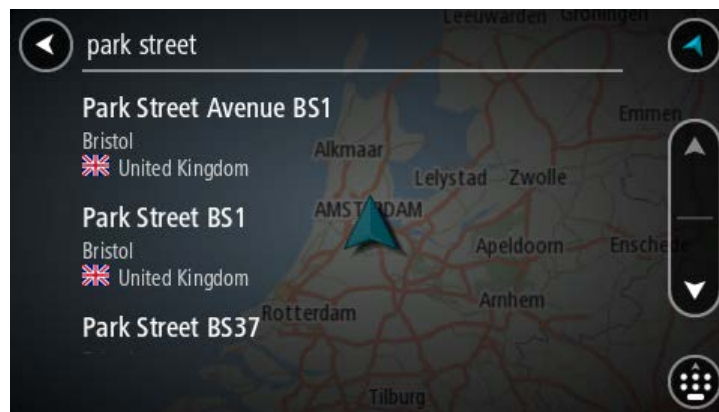 Leeuwarden Groningen
park street
Park Street Avenue BS1
Bristol
United Kingdom
Emmen
Alkmaar
Lelystad Zwolle
Park Street BS1
Bristol
United Kingdom
AMSTERDAM
Apeldoorn Enschede
Park Street BS37
Rotterdam
Arnhem
Tilburg